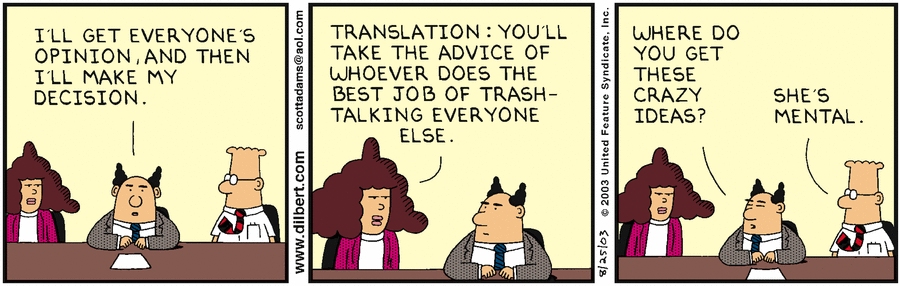 I'LL GET EVERYONE'S
OPINION, AND THEN
I'LL MAKE MY
DECISION.
www.dilbert.com scottadams@aol.com
TRANSLATION: YOU'LL
TAKE THE ADVICE OF
WHOEVER DOES THE
BEST JOB OF TRASH-
TALKING EVERYONE
ELSE.
8/25/03 © 2003 United Feature Syndicate, Inc.
WHERE DO
YOU GET
THESE
CRAZY
IDEAS?
SHE'S
MENTAL.